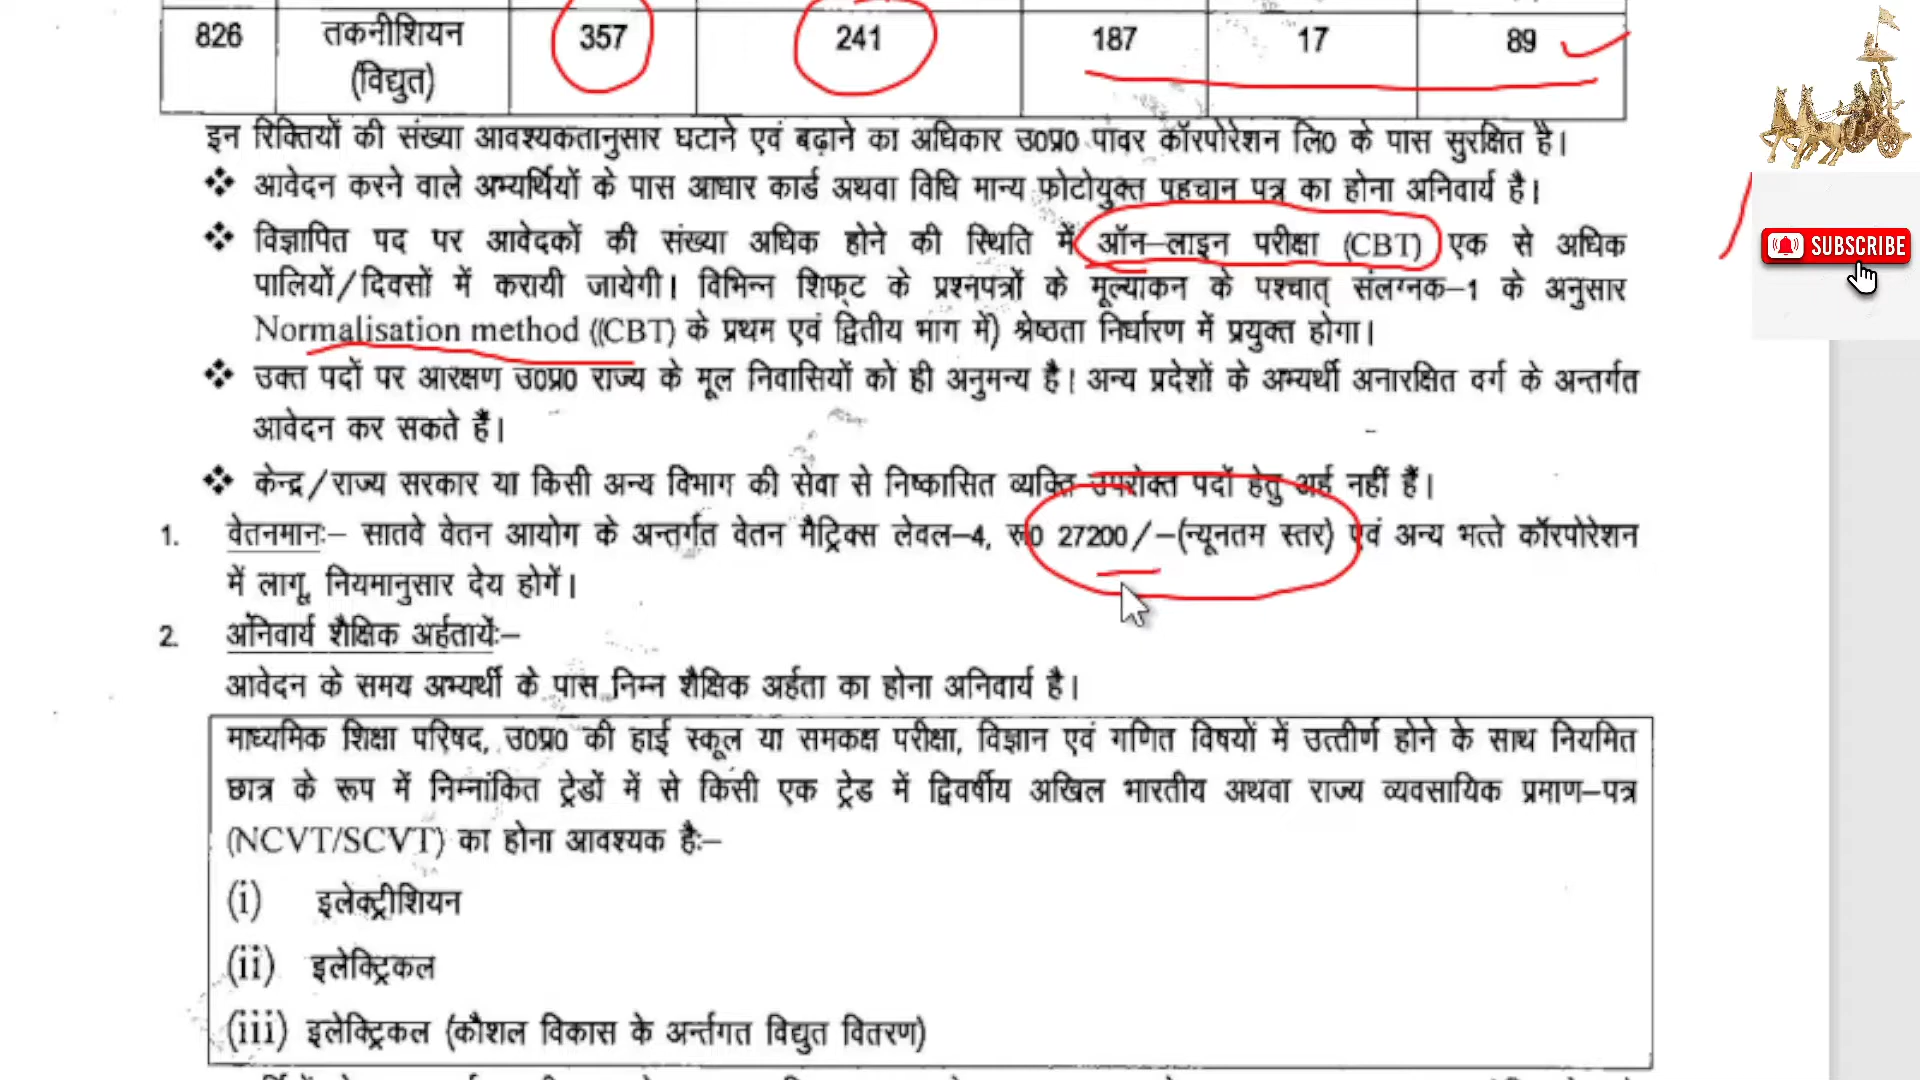 826 तकनीशियन 357 241 187 17 89
(विद्युत)
इन रिक्तियों की संख्या आवश्यकतानुसार घटाने एवं बढ़ाने का अधिकार उ0प्र0 पावर कॉरपोरेशन लि0 के पास सुरक्षित है।
❖ आवेदन करने वाले अभ्यर्थियों के पास आधार कार्ड अथवा विधि मान्य फोटोयुक्त पहचान पत्र का होना अनिवार्य है।
❖ विज्ञापित पद पर आवेदकों की संख्या अधिक होने की स्थिति में ऑन–लाइन परीक्षा (CBT) एक से अधिक
पालियों/दिवसों में करायी जायेगी। विभिन्न शिफ्ट के प्रश्नपत्रों के मूल्यांकन के पश्चात् संलग्नक–1 के अनुसार
Normalisation method ((CBT) के प्रथम एवं द्वितीय भाग में) श्रेष्ठता निर्धारण में प्रयुक्त होगा।
❖ उक्त पदों पर आरक्षण उ0प्र0 राज्य के मूल निवासियों को ही अनुमन्य है। अन्य प्रदेशों के अभ्यर्थी अनारक्षित वर्ग के अन्तर्गत
आवेदन कर सकते हैं।
❖ केन्द्र/राज्य सरकार या किसी अन्य विभाग की सेवा से निष्कासित व्यक्ति उपरोक्त पदों हेतु अर्ह नहीं हैं।
1. वेतनमानः– सातवे वेतन आयोग के अन्तर्गत वेतन मैट्रिक्स लेवल–4, रू0 27200/–(न्यूनतम स्तर) एवं अन्य भत्ते कॉरपोरेशन
में लागू, नियमानुसार देय होगें।
2. अनिवार्य शैक्षिक अर्हतायेंः–
आवेदन के समय अभ्यर्थी के पास निम्न शैक्षिक अर्हता का होना अनिवार्य है।
माध्यमिक शिक्षा परिषद, उ0प्र0 की हाई स्कूल या समकक्ष परीक्षा, विज्ञान एवं गणित विषयों में उत्तीर्ण होने के साथ नियमित
छात्र के रूप में निम्नांकित ट्रेडों में से किसी एक ट्रेड में द्विवर्षीय अखिल भारतीय अथवा राज्य व्यवसायिक प्रमाण–पत्र
(NCVT/SCVT) का होना आवश्यक हैः–
(i) इलेक्ट्रीशियन
(ii) इलेक्ट्रिकल
(iii) इलेक्ट्रिकल (कौशल विकास के अर्न्तगत विद्युत वितरण)
SUBSCRIBE